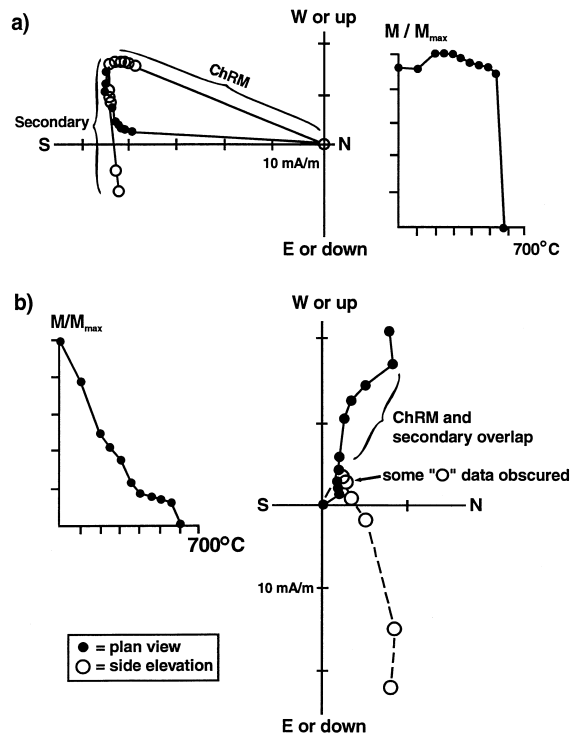 a)
W or up
M / Mmax
ChRM
Secondary
S
N
10 mA/m
700°C
E or down
b)
W or up
M/Mmax
ChRM and
secondary overlap
some "O" data obscured
S
N
700°C
10 mA/m
● = plan view
○ = side elevation
E or down